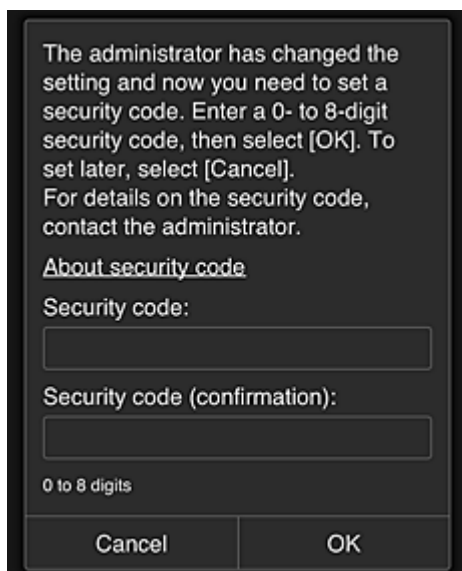 The administrator has changed the
setting and now you need to set a
security code. Enter a 0- to 8-digit
security code, then select [OK]. To
set later, select [Cancel].
For details on the security code,
contact the administrator.
About security code
Security code:
Security code (confirmation):
0 to 8 digits
Cancel OK